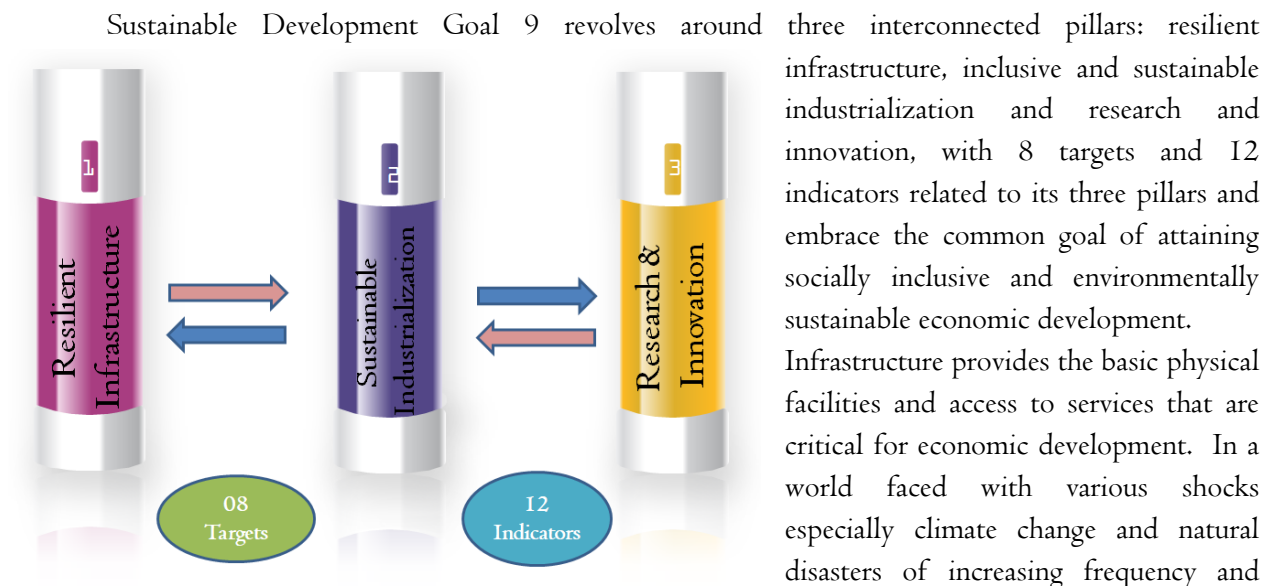 Sustainable Development Goal 9 revolves around three interconnected pillars: resilient
infrastructure, inclusive and sustainable
industrialization and research and
innovation, with 8 targets and 12
indicators related to its three pillars and
embrace the common goal of attaining
socially inclusive and environmentally
sustainable economic development.
Infrastructure provides the basic physical
facilities and access to services that are
critical for economic development. In a
world faced with various shocks
especially climate change and natural
disasters of increasing frequency and
1
Resilient
Infrastructure
2
Sustainable
Industrialization
3
Research &
Innovation
08
Targets
12
Indicators